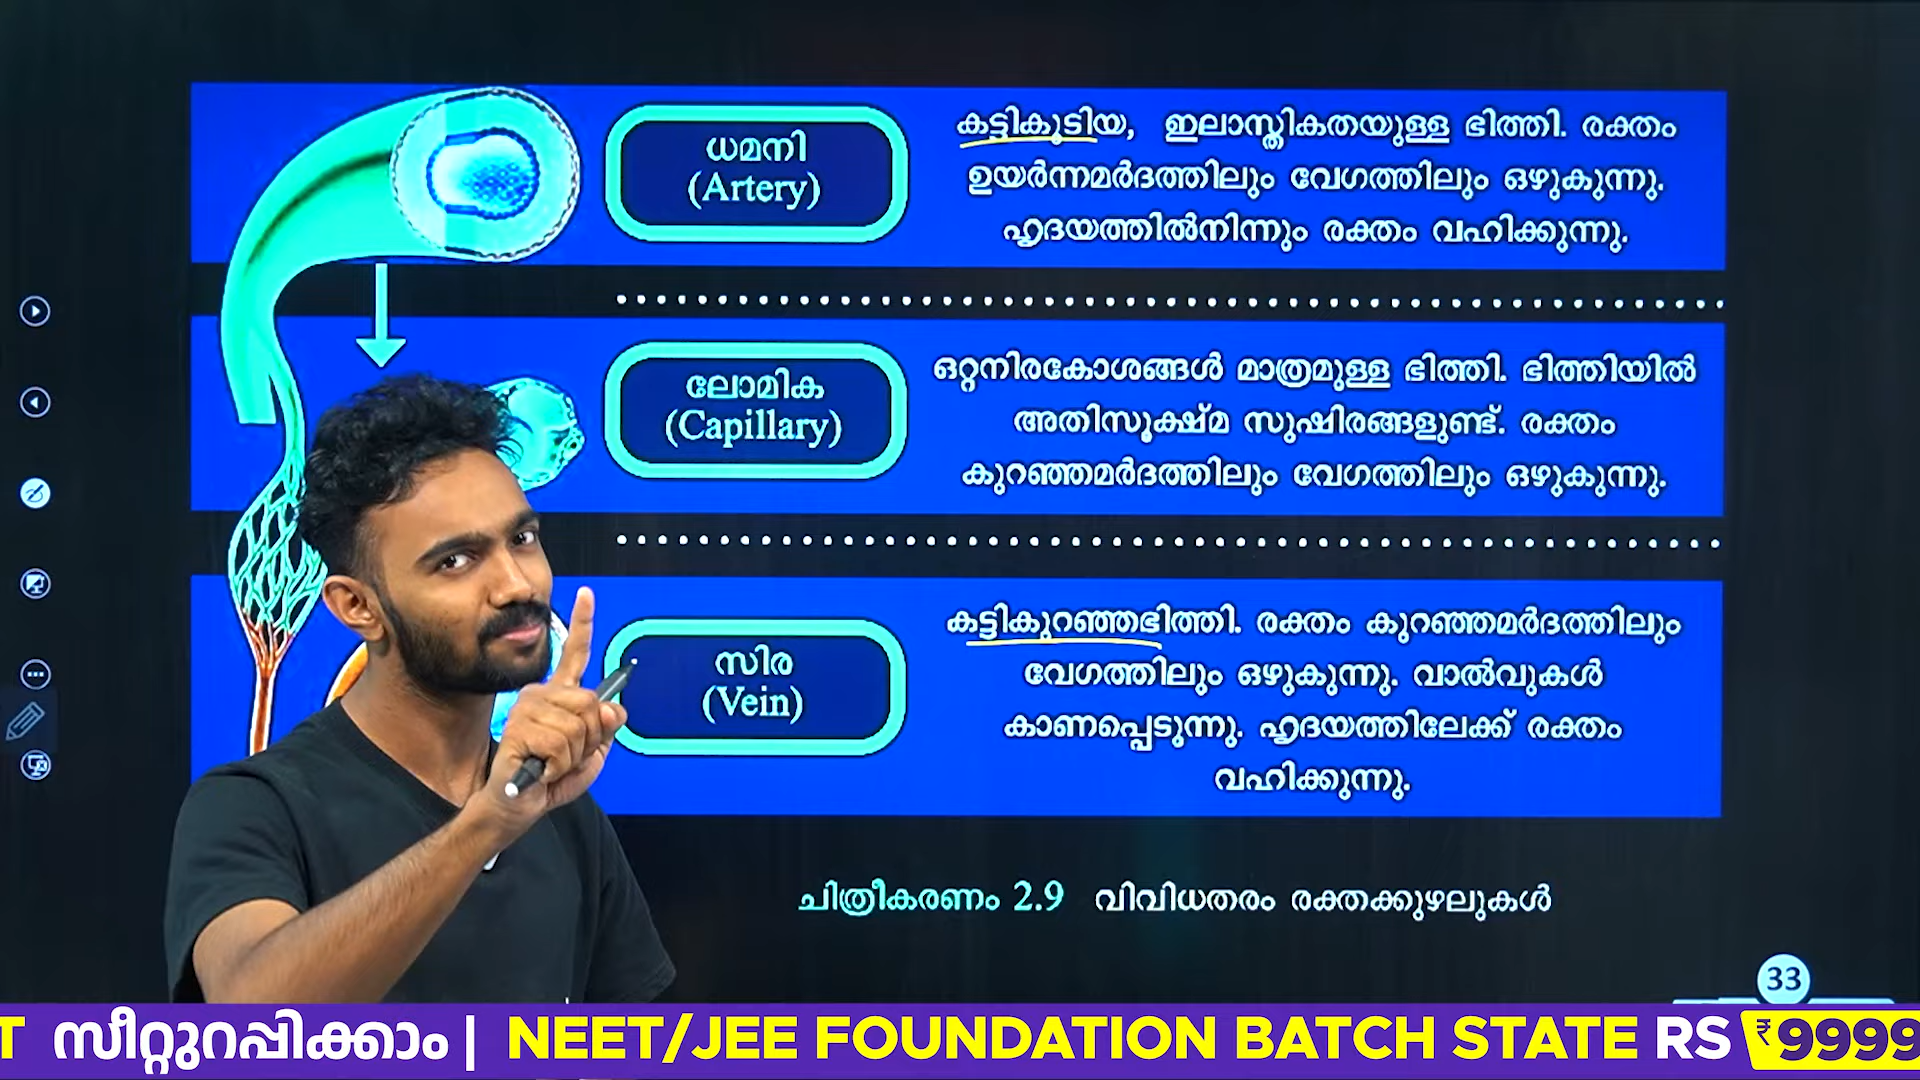 ധമനി
(Artery)
കട്ടികൂടിയ, ഇലാസ്തികതയുള്ള ഭിത്തി. രക്തം
ഉയർന്നമർദത്തിലും വേഗത്തിലും ഒഴുകുന്നു.
ഹൃദയത്തിൽനിന്നും രക്തം വഹിക്കുന്നു.
ലോമിക
(Capillary)
ഒറ്റനിരകോശങ്ങൾ മാത്രമുള്ള ഭിത്തി. ഭിത്തിയിൽ
അതിസൂക്ഷ്മ സുഷിരങ്ങളുണ്ട്. രക്തം
കുറഞ്ഞമർദത്തിലും വേഗത്തിലും ഒഴുകുന്നു.
സിര
(Vein)
കട്ടികുറഞ്ഞഭിത്തി. രക്തം കുറഞ്ഞമർദത്തിലും
വേഗത്തിലും ഒഴുകുന്നു. വാൽവുകൾ
കാണപ്പെടുന്നു. ഹൃദയത്തിലേക്ക് രക്തം
വഹിക്കുന്നു.
ചിത്രീകരണം 2.9 വിവിധതരം രക്തക്കുഴലുകൾ
33
T സീറ്റുറപ്പിക്കാം | NEET/JEE FOUNDATION BATCH STATE RS ₹9999